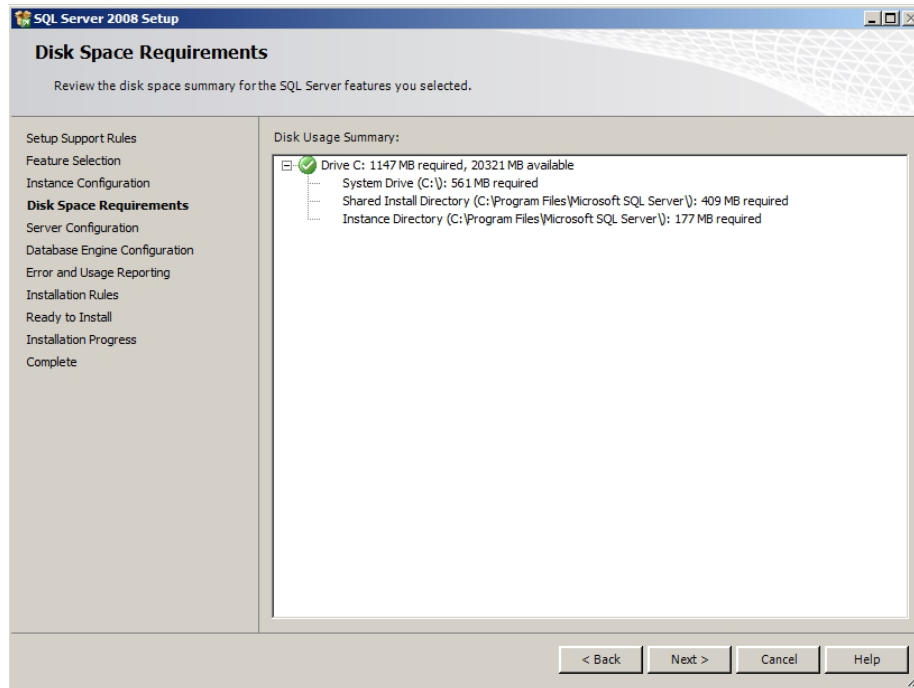 SQL Server 2008 Setup
Disk Space Requirements
Review the disk space summary for the SQL Server features you selected.
Setup Support Rules
Feature Selection
Instance Configuration
Disk Space Requirements
Server Configuration
Database Engine Configuration
Error and Usage Reporting
Installation Rules
Ready to Install
Installation Progress
Complete
Disk Usage Summary:
Drive C: 1147 MB required, 20321 MB available
System Drive (C:\): 561 MB required
Shared Install Directory (C:\Program Files\Microsoft SQL Server\): 409 MB required
Instance Directory (C:\Program Files\Microsoft SQL Server\): 177 MB required
< Back
Next >
Cancel
Help